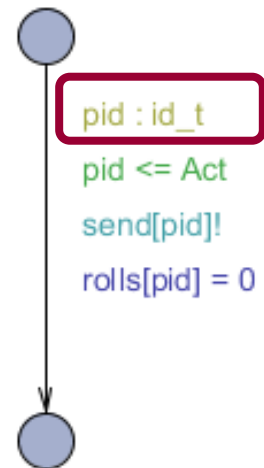 pid : id_t
pid <= Act
send[pid]!
rolls[pid] = 0